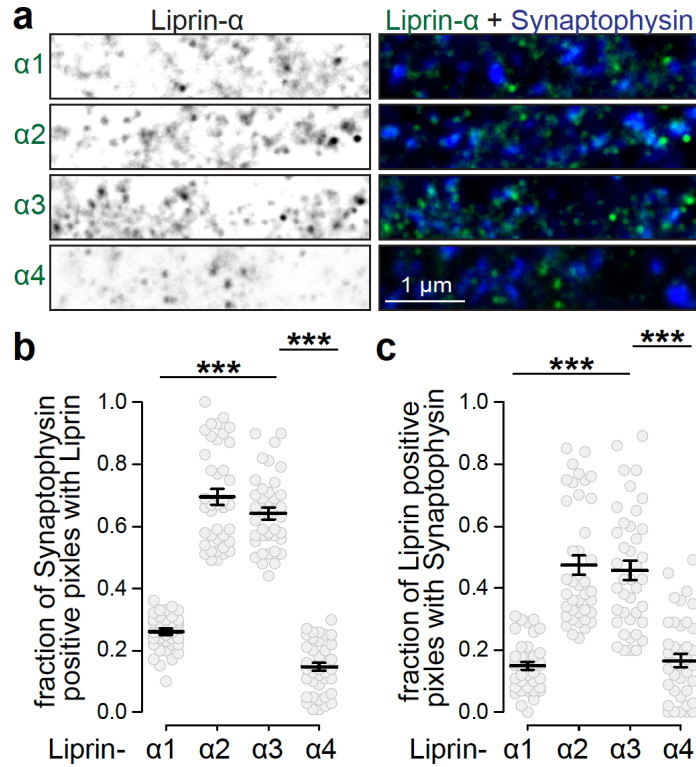 a
Liprin-α
Liprin-α + Synaptophysin
α1
α2
α3
α4
1 μm
b
***
***
fraction of Synaptophysin
positive pixles with Liprin
1.0
0.8
0.6
0.4
0.2
0.0
Liprin- α1 α2 α3 α4
c
***
***
fraction of Liprin positive
pixles with Synaptophysin
1.0
0.8
0.6
0.4
0.2
0.0
Liprin- α1 α2 α3 α4